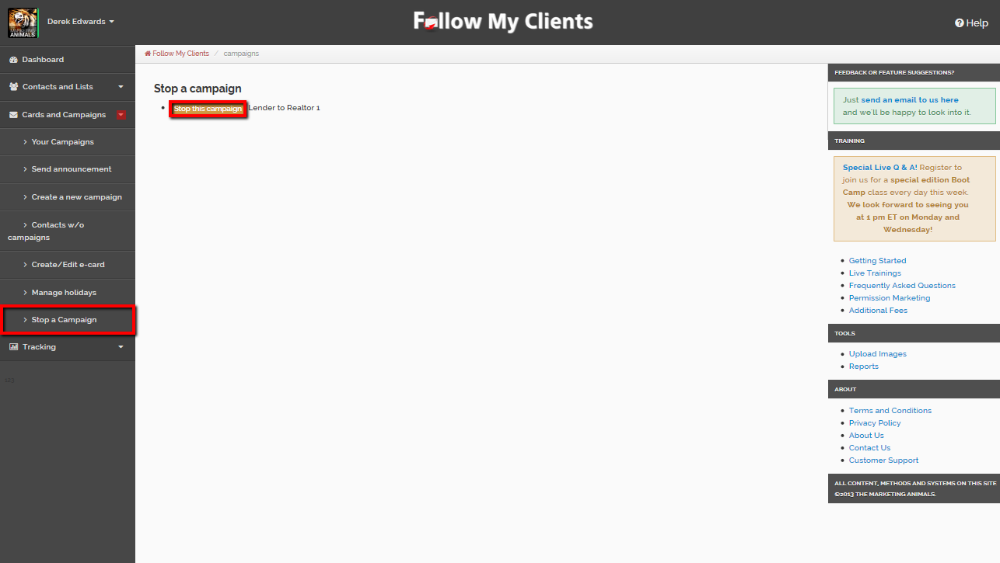 MARKETING
ANIMALS
Derek Edwards
Follow My Clients
Help
Dashboard
Contacts and Lists
Cards and Campaigns
Your Campaigns
Send announcement
Create a new campaign
Contacts w/o
campaigns
Create/Edit e-card
Manage holidays
Stop a Campaign
Tracking
Follow My Clients / campaigns
Stop a campaign
Stop this campaign Lender to Realtor 1
FEEDBACK OR FEATURE SUGGESTIONS?
Just send an email to us here
and we'll be happy to look into it.
TRAINING
Special Live Q & A! Register to
join us for a special edition Boot
Camp class every day this week.
We look forward to seeing you
at 1 pm ET on Monday and
Wednesday!
Getting Started
Live Trainings
Frequently Asked Questions
Permission Marketing
Additional Fees
TOOLS
Upload Images
Reports
ABOUT
Terms and Conditions
Privacy Policy
About Us
Contact Us
Customer Support
ALL CONTENT, METHODS AND SYSTEMS ON THIS SITE
©2013 THE MARKETING ANIMALS.